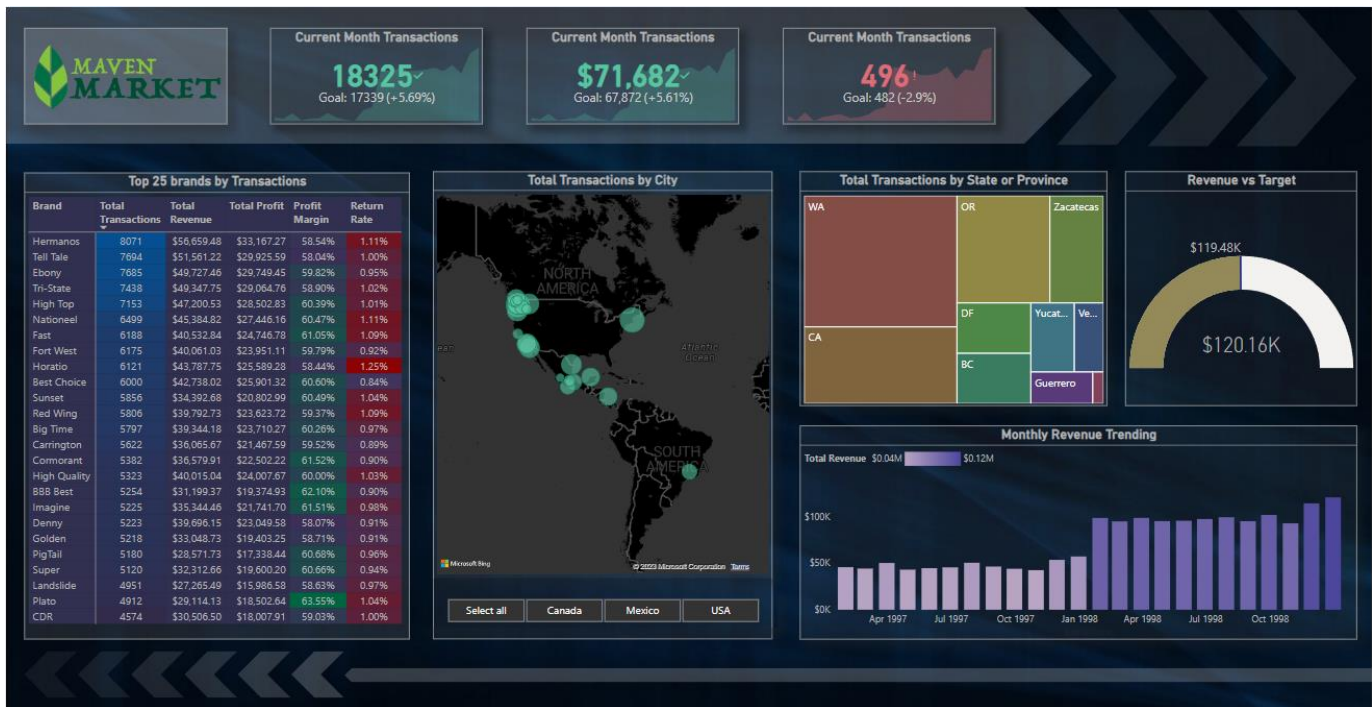 MAVEN
MARKET
Current Month Transactions
18325
Goal: 17339 (+5.69%)
Current Month Transactions
$71,682
Goal: 67,872 (+5.61%)
Current Month Transactions
496 !
Goal: 482 (-2.9%)
Top 25 brands by Transactions
Brand Total Transactions Total Revenue Total Profit Profit Margin Return Rate
Hermanos 8071 $56,659.48 $33,167.27 58.54% 1.11%
Tell Tale 7694 $51,561.22 $29,925.59 58.04% 1.00%
Ebony 7685 $49,727.46 $29,749.45 59.82% 0.95%
Tri-State 7438 $49,347.75 $29,064.76 58.90% 1.02%
High Top 7153 $47,200.53 $28,502.83 60.39% 1.01%
Nationeel 6499 $45,384.82 $27,446.16 60.47% 1.11%
Fast 6188 $40,532.84 $24,746.78 61.05% 1.09%
Fort West 6175 $40,061.03 $23,951.11 59.79% 0.92%
Horatio 6121 $43,787.75 $25,589.28 58.44% 1.25%
Best Choice 6000 $42,738.02 $25,901.32 60.60% 0.84%
Sunset 5856 $34,392.68 $20,802.99 60.49% 1.04%
Red Wing 5806 $39,792.73 $23,623.72 59.37% 1.09%
Big Time 5797 $39,344.18 $23,710.27 60.26% 0.97%
Carrington 5622 $36,065.67 $21,467.59 59.52% 0.89%
Cormorant 5382 $36,579.91 $22,502.22 61.52% 0.90%
High Quality 5323 $40,015.04 $24,007.67 60.00% 1.03%
BBB Best 5254 $31,199.37 $19,374.93 62.10% 0.90%
Imagine 5225 $35,344.46 $21,741.70 61.51% 0.98%
Denny 5223 $39,696.15 $23,049.58 58.07% 0.91%
Golden 5218 $33,048.73 $19,403.25 58.71% 0.91%
PigTail 5180 $28,571.73 $17,338.44 60.68% 0.96%
Super 5120 $32,312.66 $19,600.20 60.66% 0.94%
Landslide 4951 $27,265.49 $15,986.58 58.63% 0.97%
Plato 4912 $29,114.13 $18,502.64 63.55% 1.04%
CDR 4574 $30,506.50 $18,007.91 59.03% 1.00%
Total Transactions by City
NORTH
AMERICA
ean
Atlantic
Ocean
SOUTH
AMERICA
Microsoft Bing
© 2023 Microsoft Corporation Terms
Select all Canada Mexico USA
Total Transactions by State or Province
WA
OR
Zacatecas
CA
DF
Yucat...
Ve...
BC
Guerrero
Revenue vs Target
$119.48K
$120.16K
Monthly Revenue Trending
Total Revenue $0.04M $0.12M
$100K
$50K
$0K
Apr 1997 Jul 1997 Oct 1997 Jan 1998 Apr 1998 Jul 1998 Oct 1998